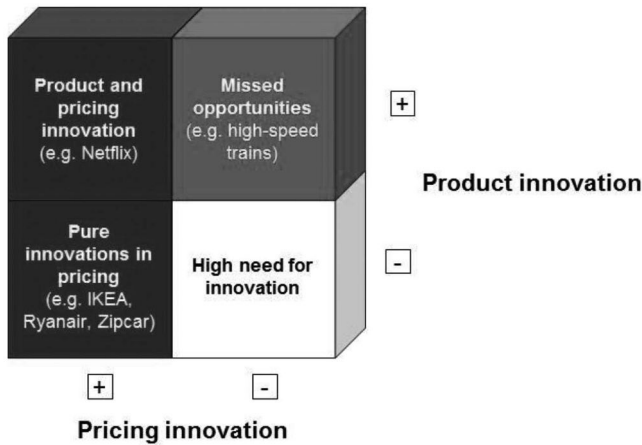 Product and
pricing
innovation
(e.g. Netflix)
Missed
opportunities
(e.g. high-speed
trains)
+
Product innovation
Pure
innovations in
pricing
(e.g. IKEA,
Ryanair, Zipcar)
High need for
innovation
-
+
-
Pricing innovation